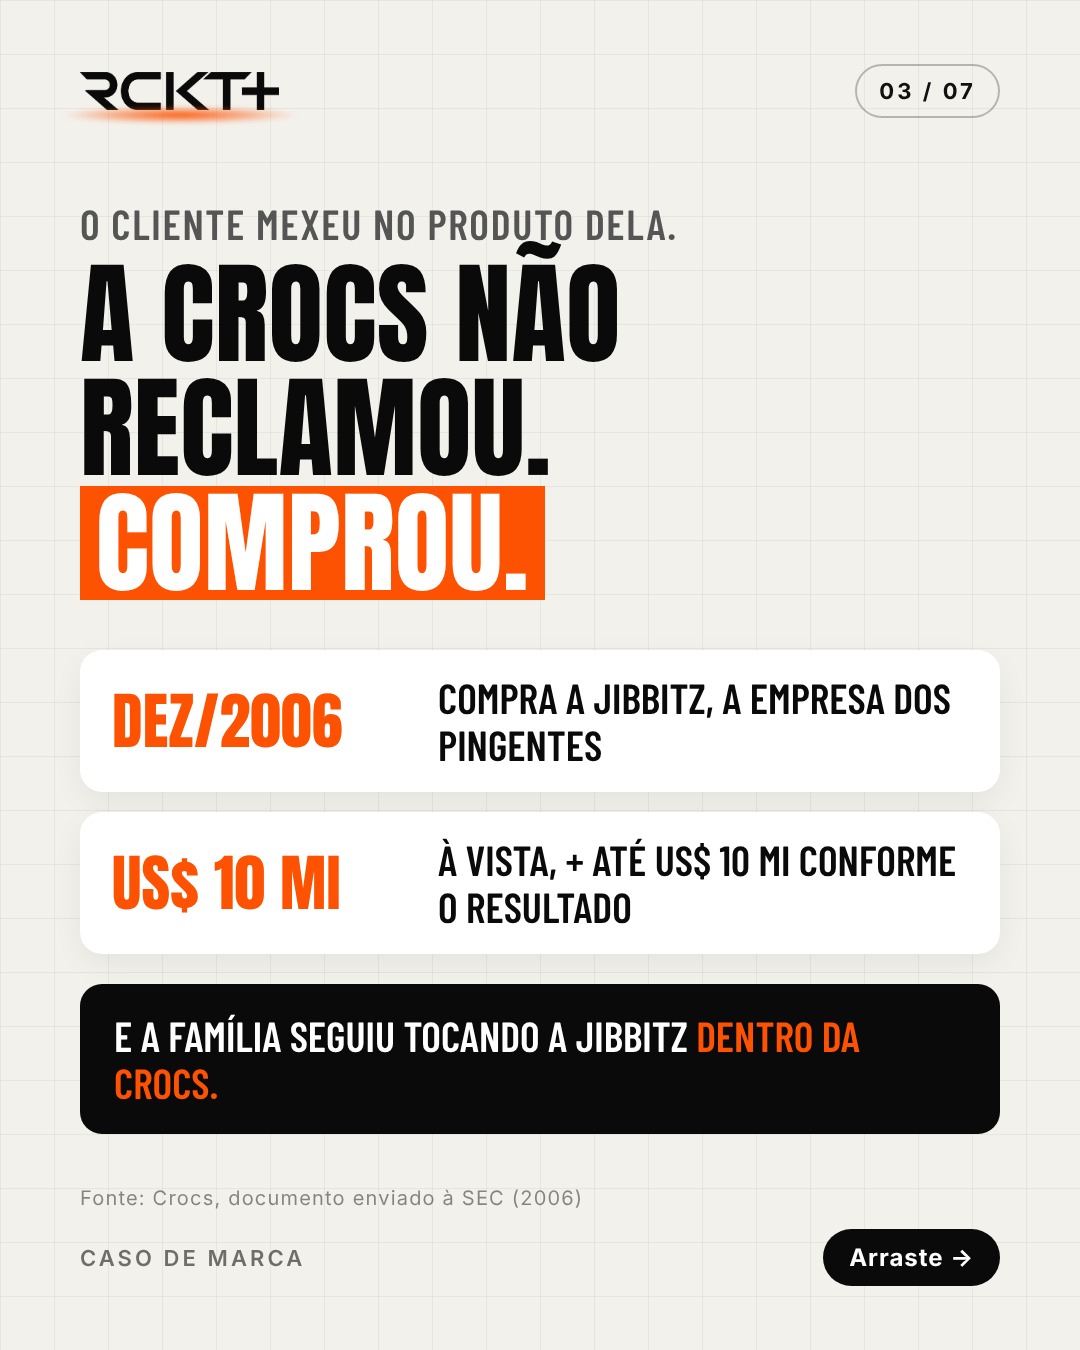 RCKT+
03 / 07
O CLIENTE MEXEU NO PRODUTO DELA.
A CROCS NÃO
RECLAMOU.
COMPROU.
DEZ/2006
COMPRA A JIBBITZ, A EMPRESA DOS
PINGENTES
US$ 10 MI
À VISTA, + ATÉ US$ 10 MI CONFORME
O RESULTADO
E A FAMÍLIA SEGUIU TOCANDO A JIBBITZ DENTRO DA
CROCS.
Fonte: Crocs, documento enviado à SEC (2006)
CASO DE MARCA
Arraste →